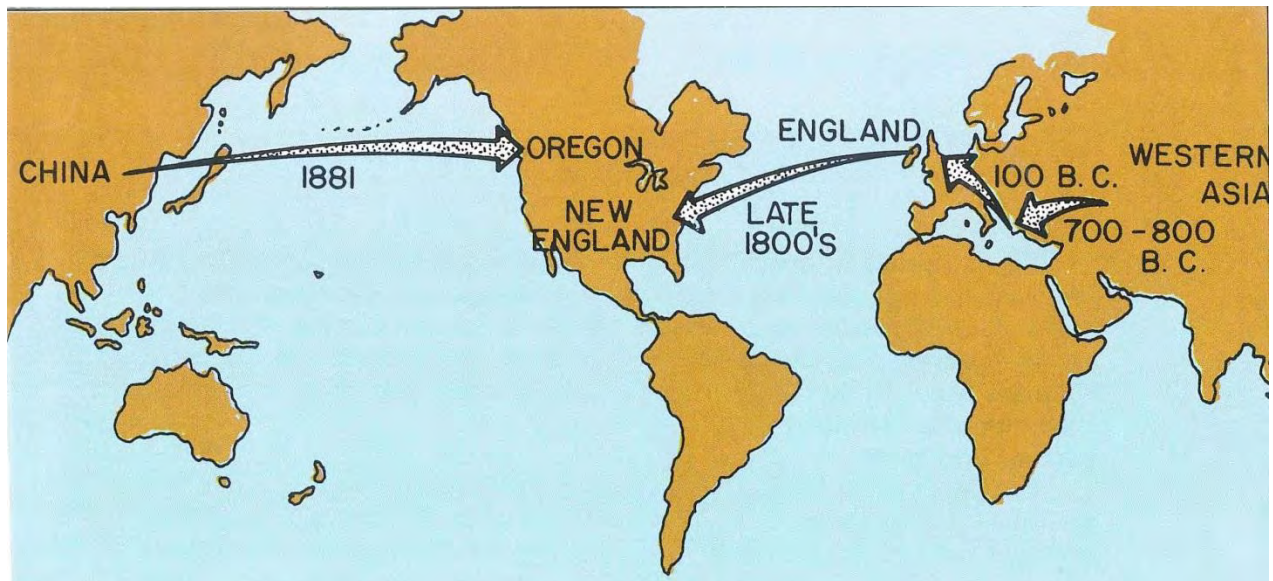 CHINA
1881
OREGON
NEW
ENGLAND
ENGLAND
LATE
1800'S
100 B. C.
WESTERN
ASIA
700-800
B. C.